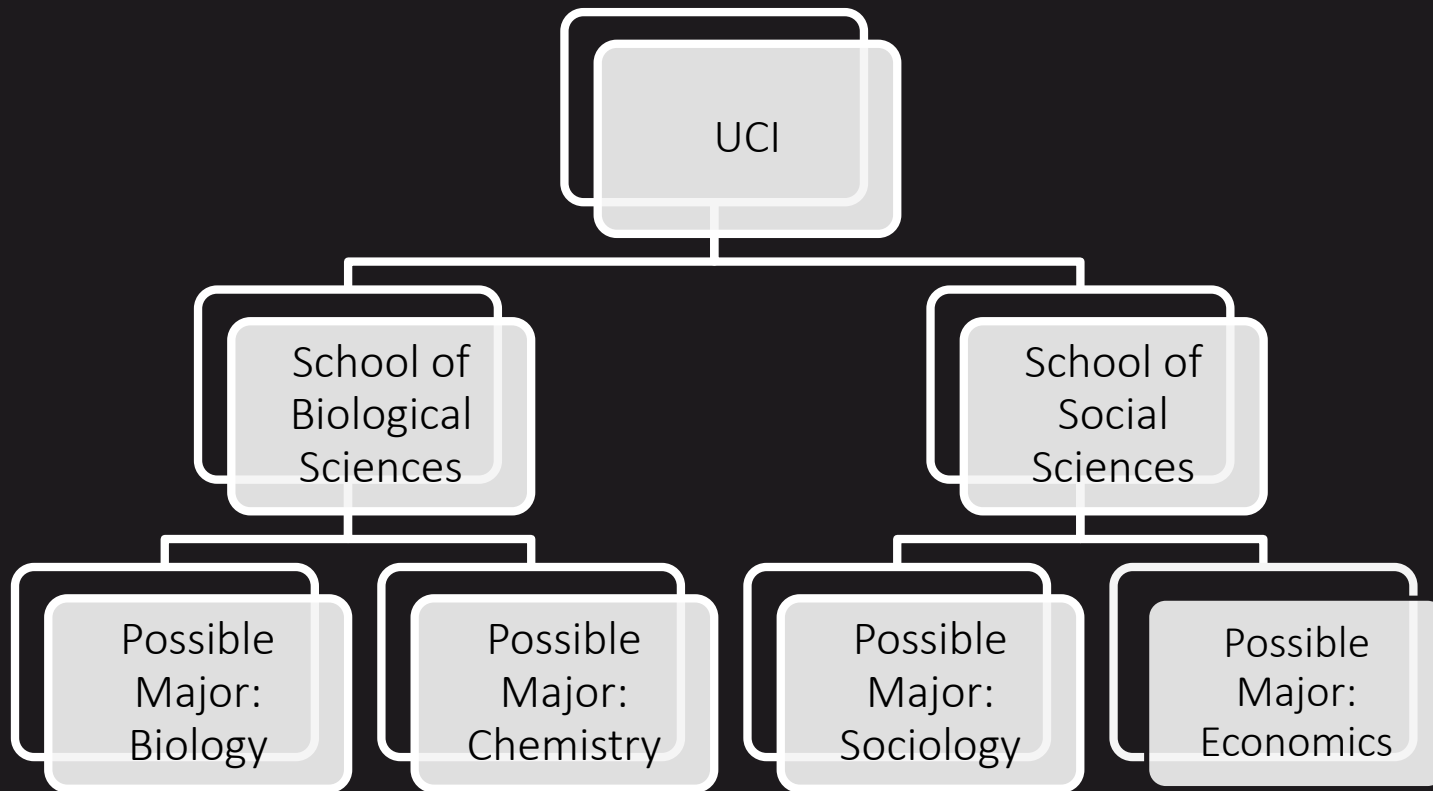 UCI
School of
Biological
Sciences
School of
Social
Sciences
Possible
Major:
Biology
Possible
Major:
Chemistry
Possible
Major:
Sociology
Possible
Major:
Economics